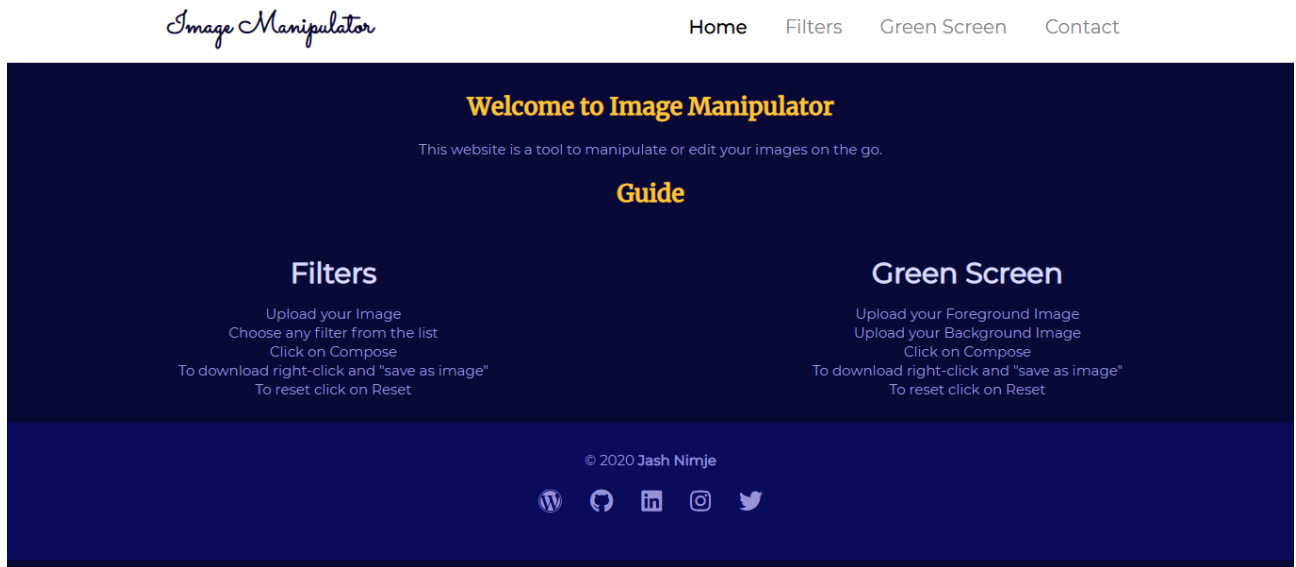 Image Manipulator
Home Filters Green Screen Contact
Welcome to Image Manipulator
This website is a tool to manipulate or edit your images on the go.
Guide
Filters
Upload your Image
Choose any filter from the list
Click on Compose
To download right-click and "save as image"
To reset click on Reset
Green Screen
Upload your Foreground Image
Upload your Background Image
Click on Compose
To download right-click and "save as image"
To reset click on Reset
© 2020 Jash Nimje